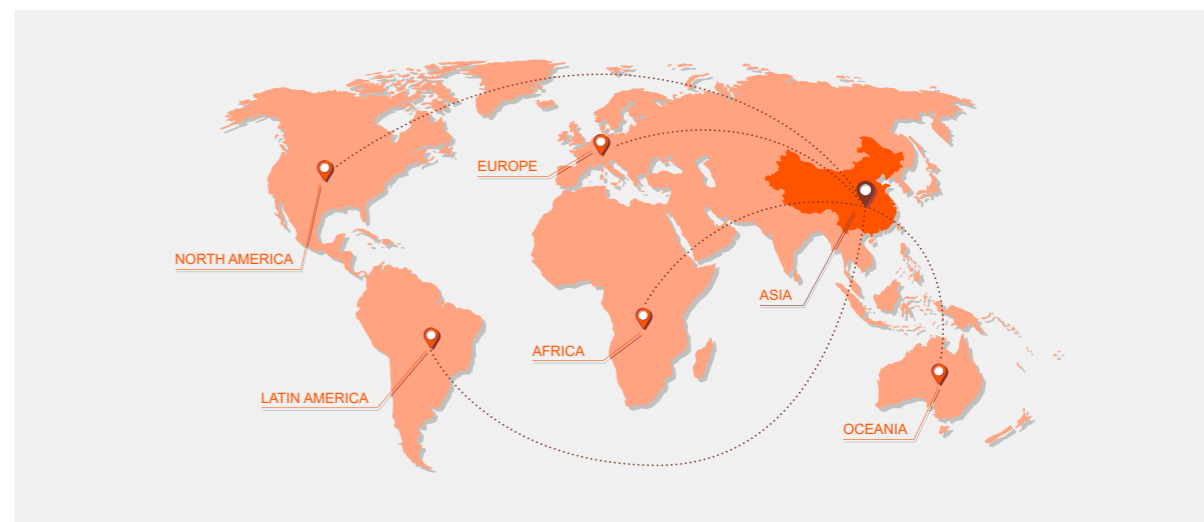 EUROPE
NORTH AMERICA
ASIA
AFRICA
LATIN AMERICA
OCEANIA